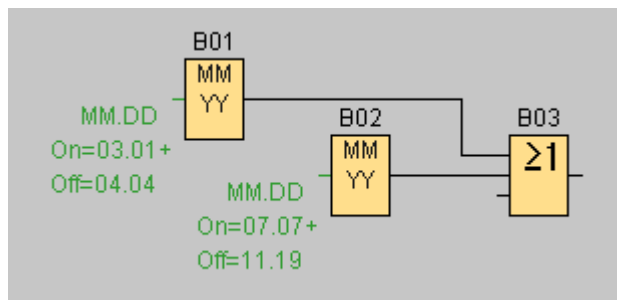 B01
MM
YY
MM.DD
On=03.01+
Off=04.04
B02
MM
YY
MM.DD
On=07.07+
Off=11.19
B03
≥1